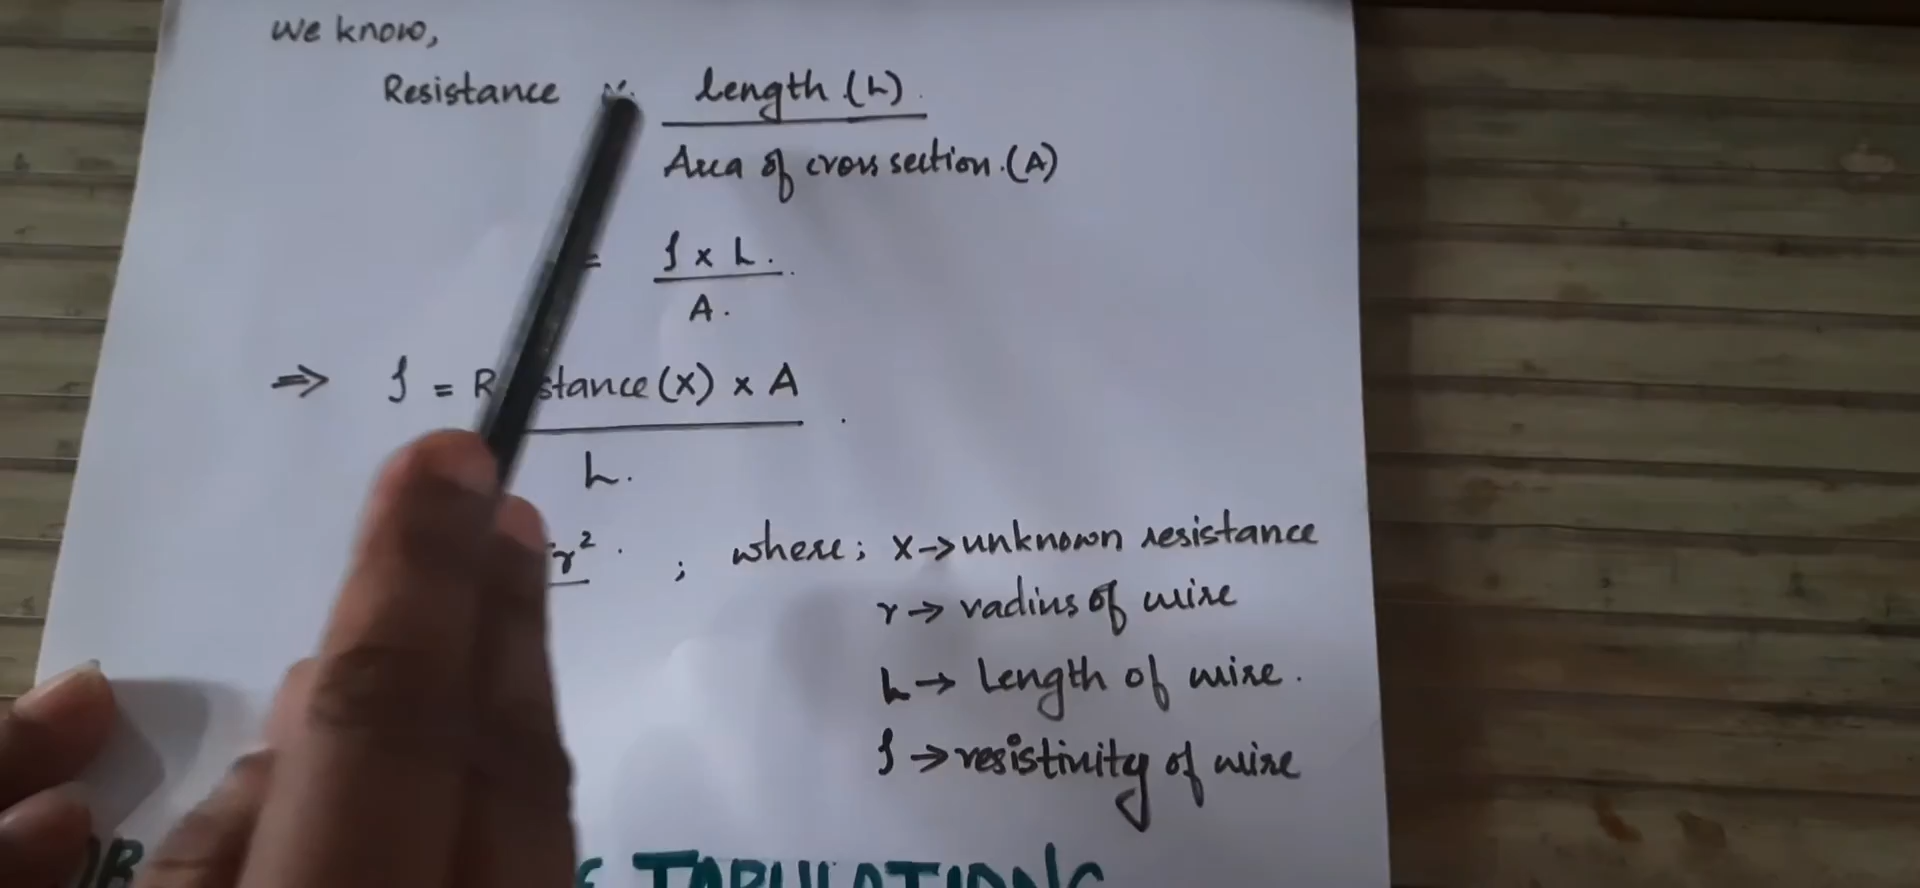 we know,
Resistance length (L).
Area of cross section. (A)
= ρ x L.
A.
=> ρ = stance (x) x A .
L.
r². ; where; x -> unknown resistance
r -> radius of wire
L -> Length of wire.
ρ -> resistivity of wire
TABULATIONS